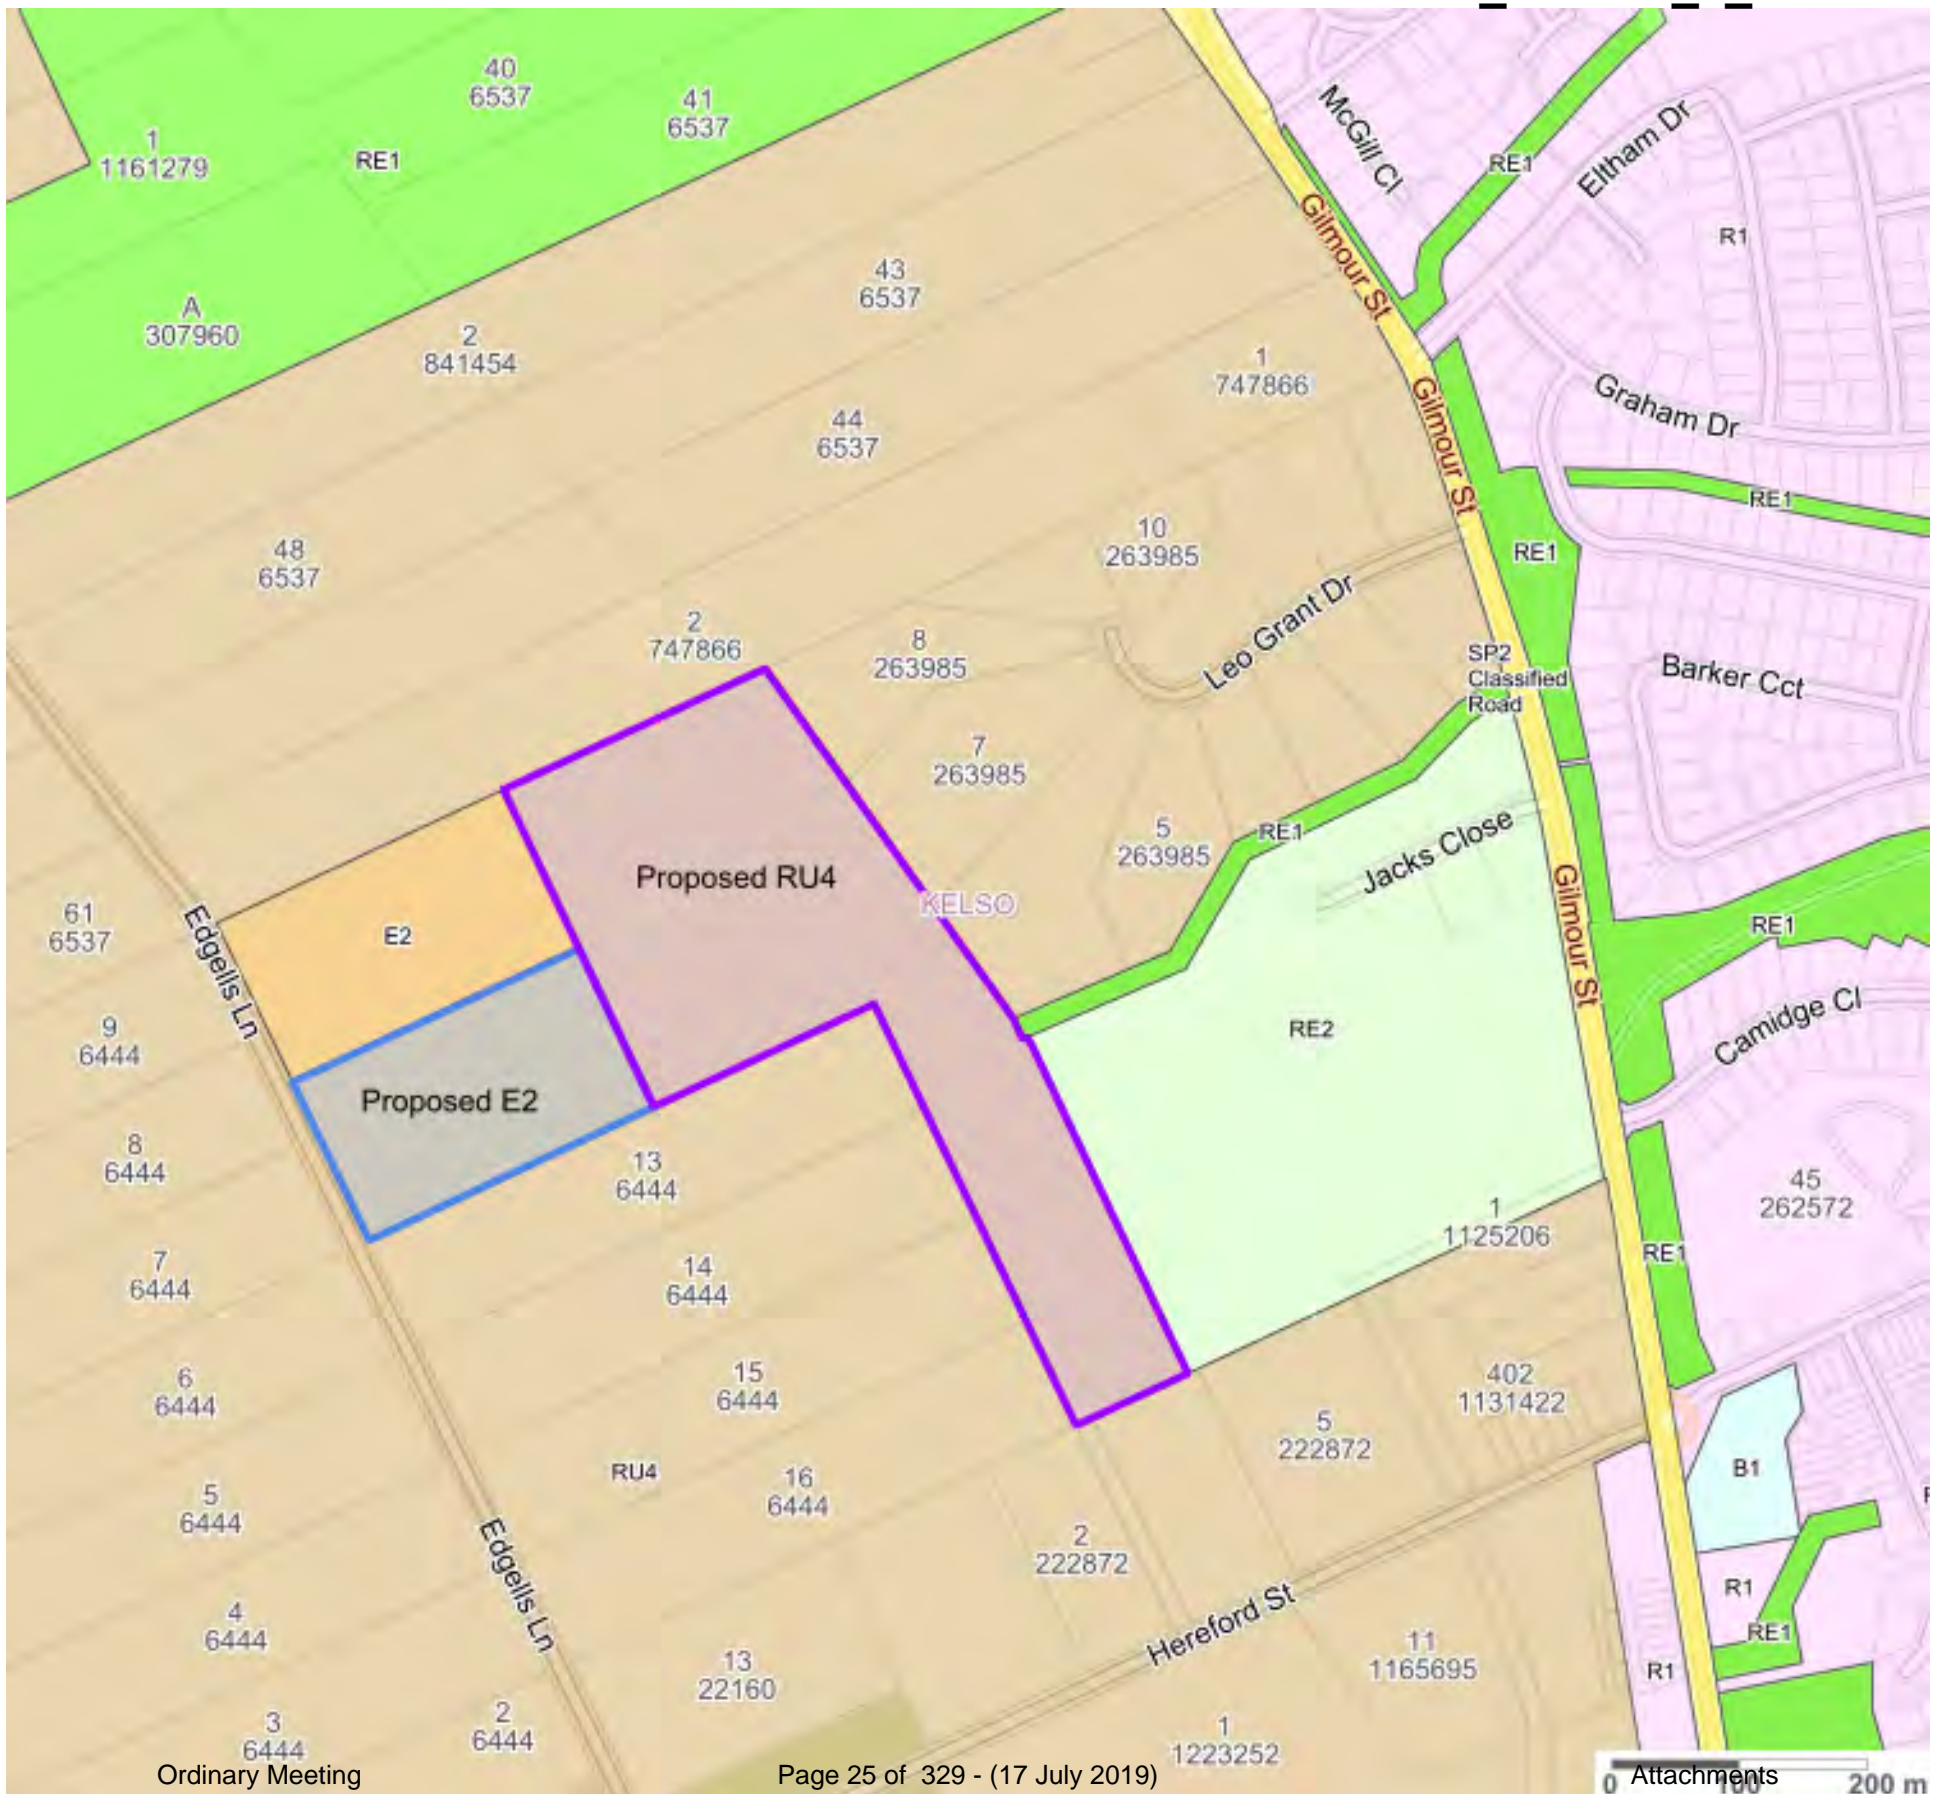 40
6537
41
6537
1
1161279
RE1
McGill Cl
RE1
Eltham Dr
R1
Gilmour St
43
6537
A
307960
2
841454
1
747866
44
6537
Gilmour St
Graham Dr
RE1
48
6537
10
263985
RE1
Leo Grant Dr
2
747866
8
263985
SP2
Classified
Road
Barker Cct
7
263985
5
263985
RE1
Jacks Close
Proposed RU4
KELSO
Gilmour St
61
6537
Edgells Ln
E2
RE1
9
6444
RE2
Camidge Cl
Proposed E2
8
6444
13
6444
1
1125206
45
262572
RE1
7
6444
14
6444
6
6444
15
6444
402
1131422
5
222872
RU4
16
6444
B1
5
6444
2
222872
Edgells Ln
Hereford St
R1
RE1
4
6444
13
22160
11
1165695
R1
3
6444
2
6444
1
1223252
Ordinary Meeting
Page 25 of 329 - (17 July 2019)
Attachments
0 100 200 m